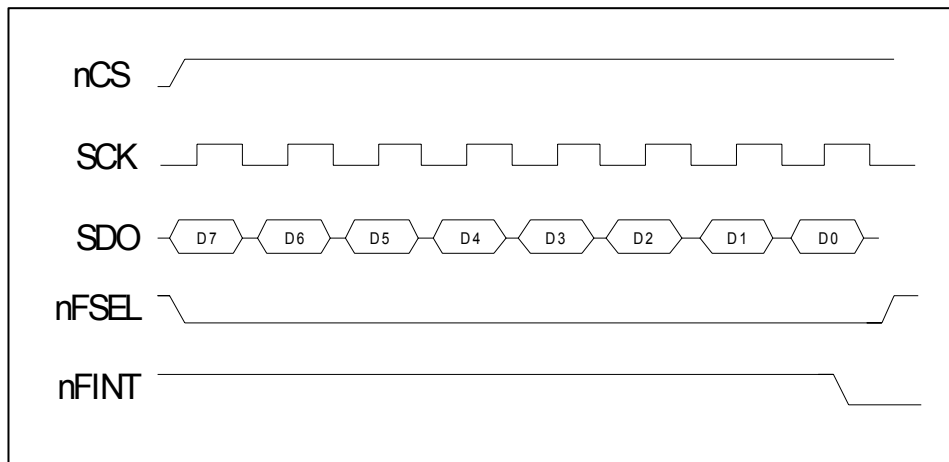 nCS
SCK
SDO D7 D6 D5 D4 D3 D2 D1 D0
nFSEL
nFINT